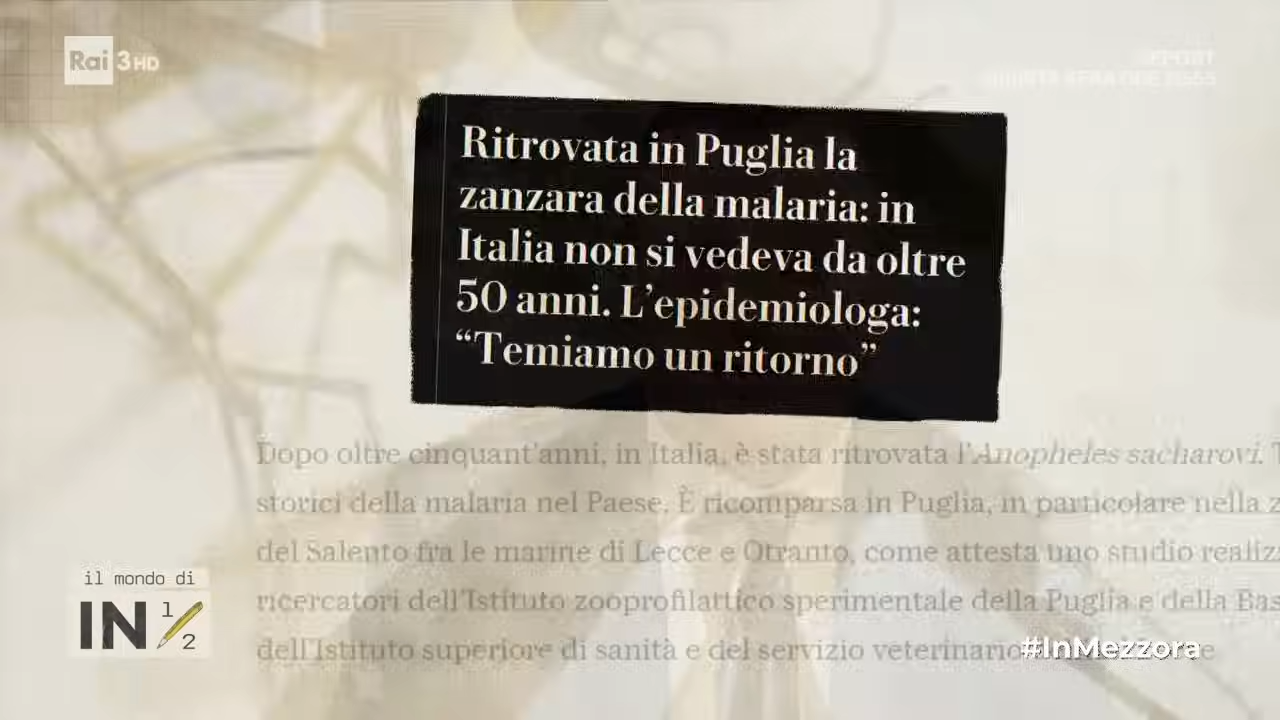 Rai 3HD
Ritrovata in Puglia la
zanzara della malaria: in
Italia non si vedeva da oltre
50 anni. L'epidemiologa:
“Temiamo un ritorno”
Dopo oltre cinquant'anni, in Italia, è stata ritrovata l'Anopheles sacharovi.
storici della malaria nel Paese. È ricomparsa in Puglia, in particolare nella
del Salento fra le marine di Lecce e Otranto, come attesta uno studio realiz
ricercatori dell'Istituto zooprofilattico sperimentale della Puglia e della Bas
dell'Istituto superiore di sanità e del servizio veterinario
il mondo di
IN 1/2
#InMezzora